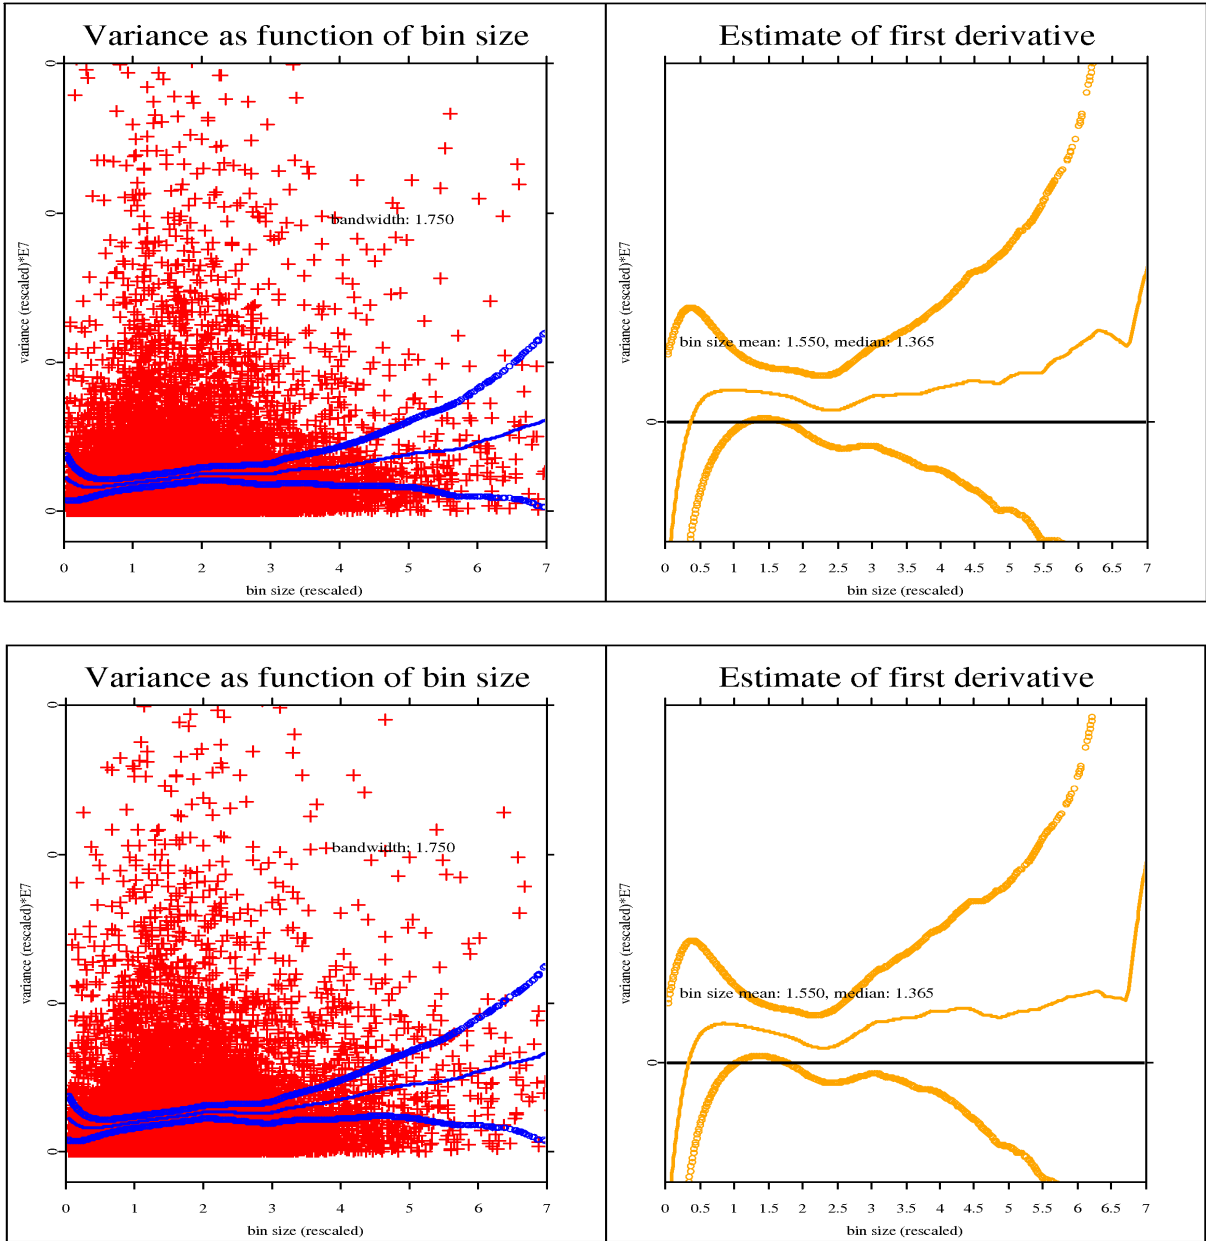 Variance as function of bin size
Estimate of first derivative
0
0
0
0
variance (rescaled)*E7
bandwidth: 1.750
0 1 2 3 4 5 6 7
bin size (rescaled)
variance (rescaled)*E7
0
bin size mean: 1.550, median: 1.365
0 0.5 1 1.5 2 2.5 3 3.5 4 4.5 5 5.5 6 6.5 7
bin size (rescaled)
Variance as function of bin size
Estimate of first derivative
0
0
0
0
variance (rescaled)*E7
bandwidth: 1.750
0 1 2 3 4 5 6 7
bin size (rescaled)
variance (rescaled)*E7
0
bin size mean: 1.550, median: 1.365
0 0.5 1 1.5 2 2.5 3 3.5 4 4.5 5 5.5 6 6.5 7
bin size (rescaled)